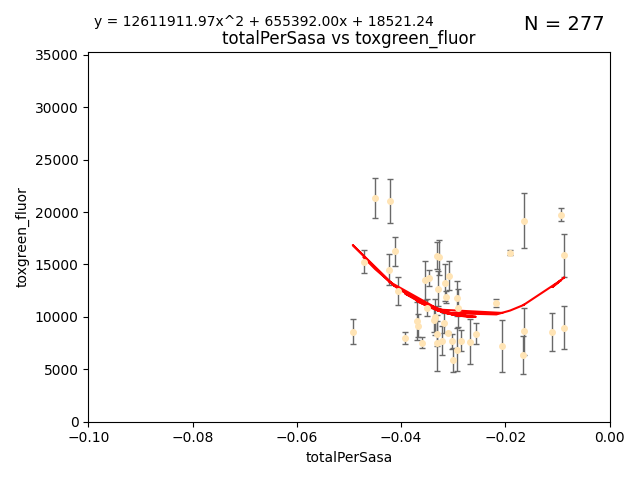 y = 12611911.97x^2 + 655392.00x + 18521.24
N = 277
totalPerSasa vs toxgreen_fluor
35000
30000
25000
20000
15000
10000
5000
0
toxgreen_fluor
−0.10
−0.08
−0.06
−0.04
−0.02
0.00
totalPerSasa